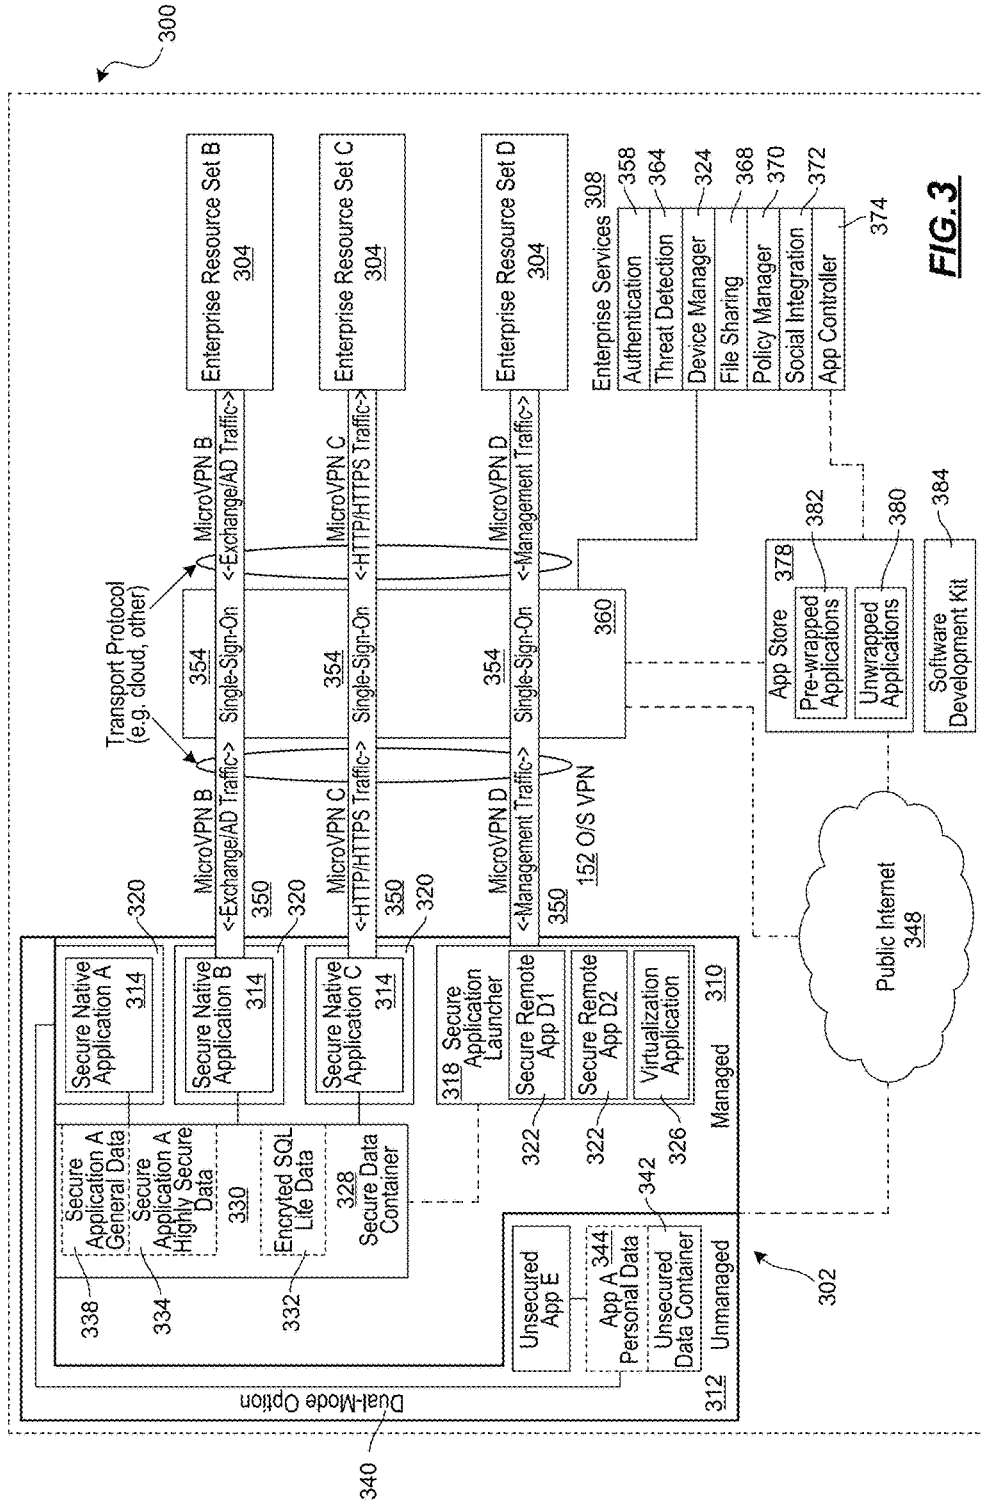 300
Transport Protocol
(e.g. cloud, other)
340
Dual-Mode Option
338
Secure
Application A
General Data
334
Secure
Application A
Highly Secure
Data
330
332
Encryted SQL
Lite Data
328
Secure Data
Container
Secure Native
Application A
314
320
Secure Native
Application B
314
320
Secure Native
Application C
314
320
350
350
350
318 Secure
Application
Launcher
322
Secure Remote
App D1
322
Secure Remote
App D2
326
Virtualization
Application
Managed
310
Unsecured
App E
App A
Personal Data
344
342
Unsecured
Data Container
312
Unmanaged
302
MicroVPN B
<-Exchange/AD Traffic->
MicroVPN C
<-HTTP/HTTPS Traffic->
MicroVPN D
<-Management Traffic->
152 O/S VPN
354
Single-Sign-On
354
Single-Sign-On
354
Single-Sign-On
360
MicroVPN B
<-Exchange/AD Traffic->
MicroVPN C
<-HTTP/HTTPS Traffic->
MicroVPN D
<-Management Traffic->
Enterprise Resource Set B
304
Enterprise Resource Set C
304
Enterprise Resource Set D
304
Enterprise Services 308
Authentication
358
Threat Detection
364
Device Manager
324
File Sharing
368
Policy Manager
370
Social Integration
372
App Controller
374
Public Internet
348
App Store 378
Pre-wrapped
Applications
382
Unwrapped
Applications
380
Software
Development Kit
384
FIG.3